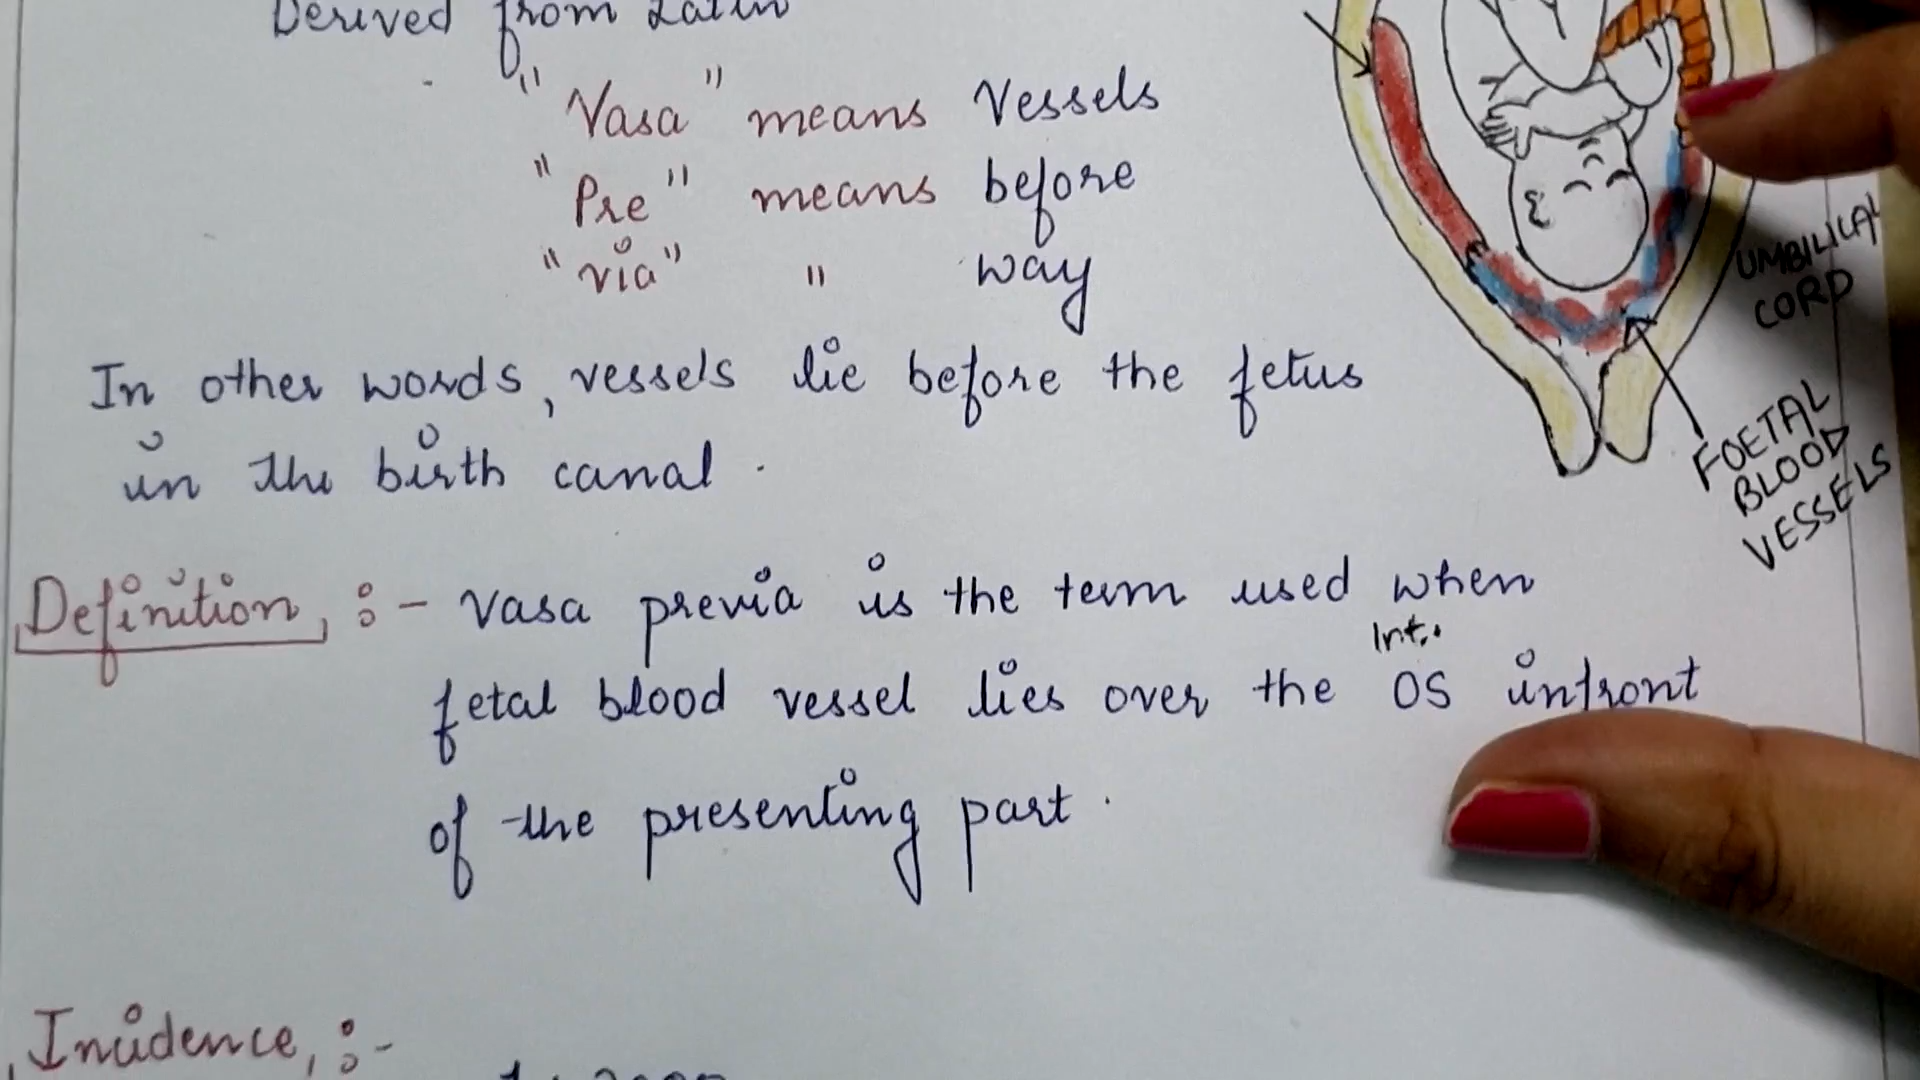 Derived from Latin
"Vasa" means Vessels
"Pre" means before
"via" " way
In other words, vessels lie before the fetus
in the birth canal.
Definition :- Vasa previa is the term used when
Int.
fetal blood vessel lies over the OS infront
of the presenting part.
Incidence :-
UMBILICAL
CORD
FOETAL
BLOOD
VESSELS